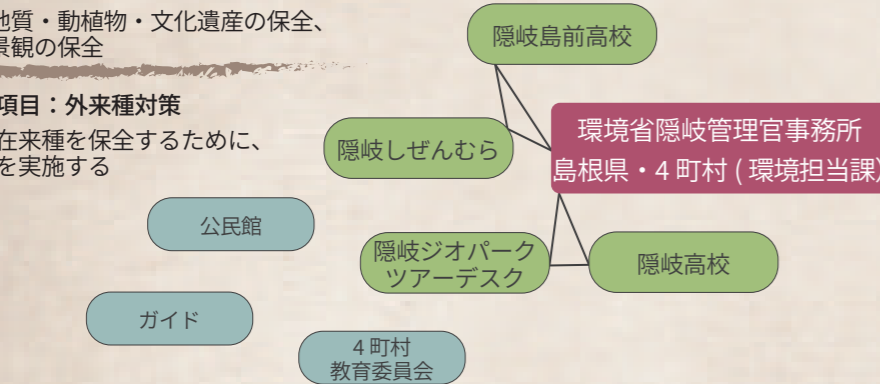 地質・動植物・文化遺産の保全、
景観の保全
項目：外来種対策
在来種を保全するために、
を実施する
隠岐島前高校
環境省隠岐管理官事務所
島根県・4 町村 ( 環境担当課)
隠岐しぜんむら
公民館
隠岐ジオパーク
ツアーデスク
隠岐高校
ガイド
4 町村
教育委員会